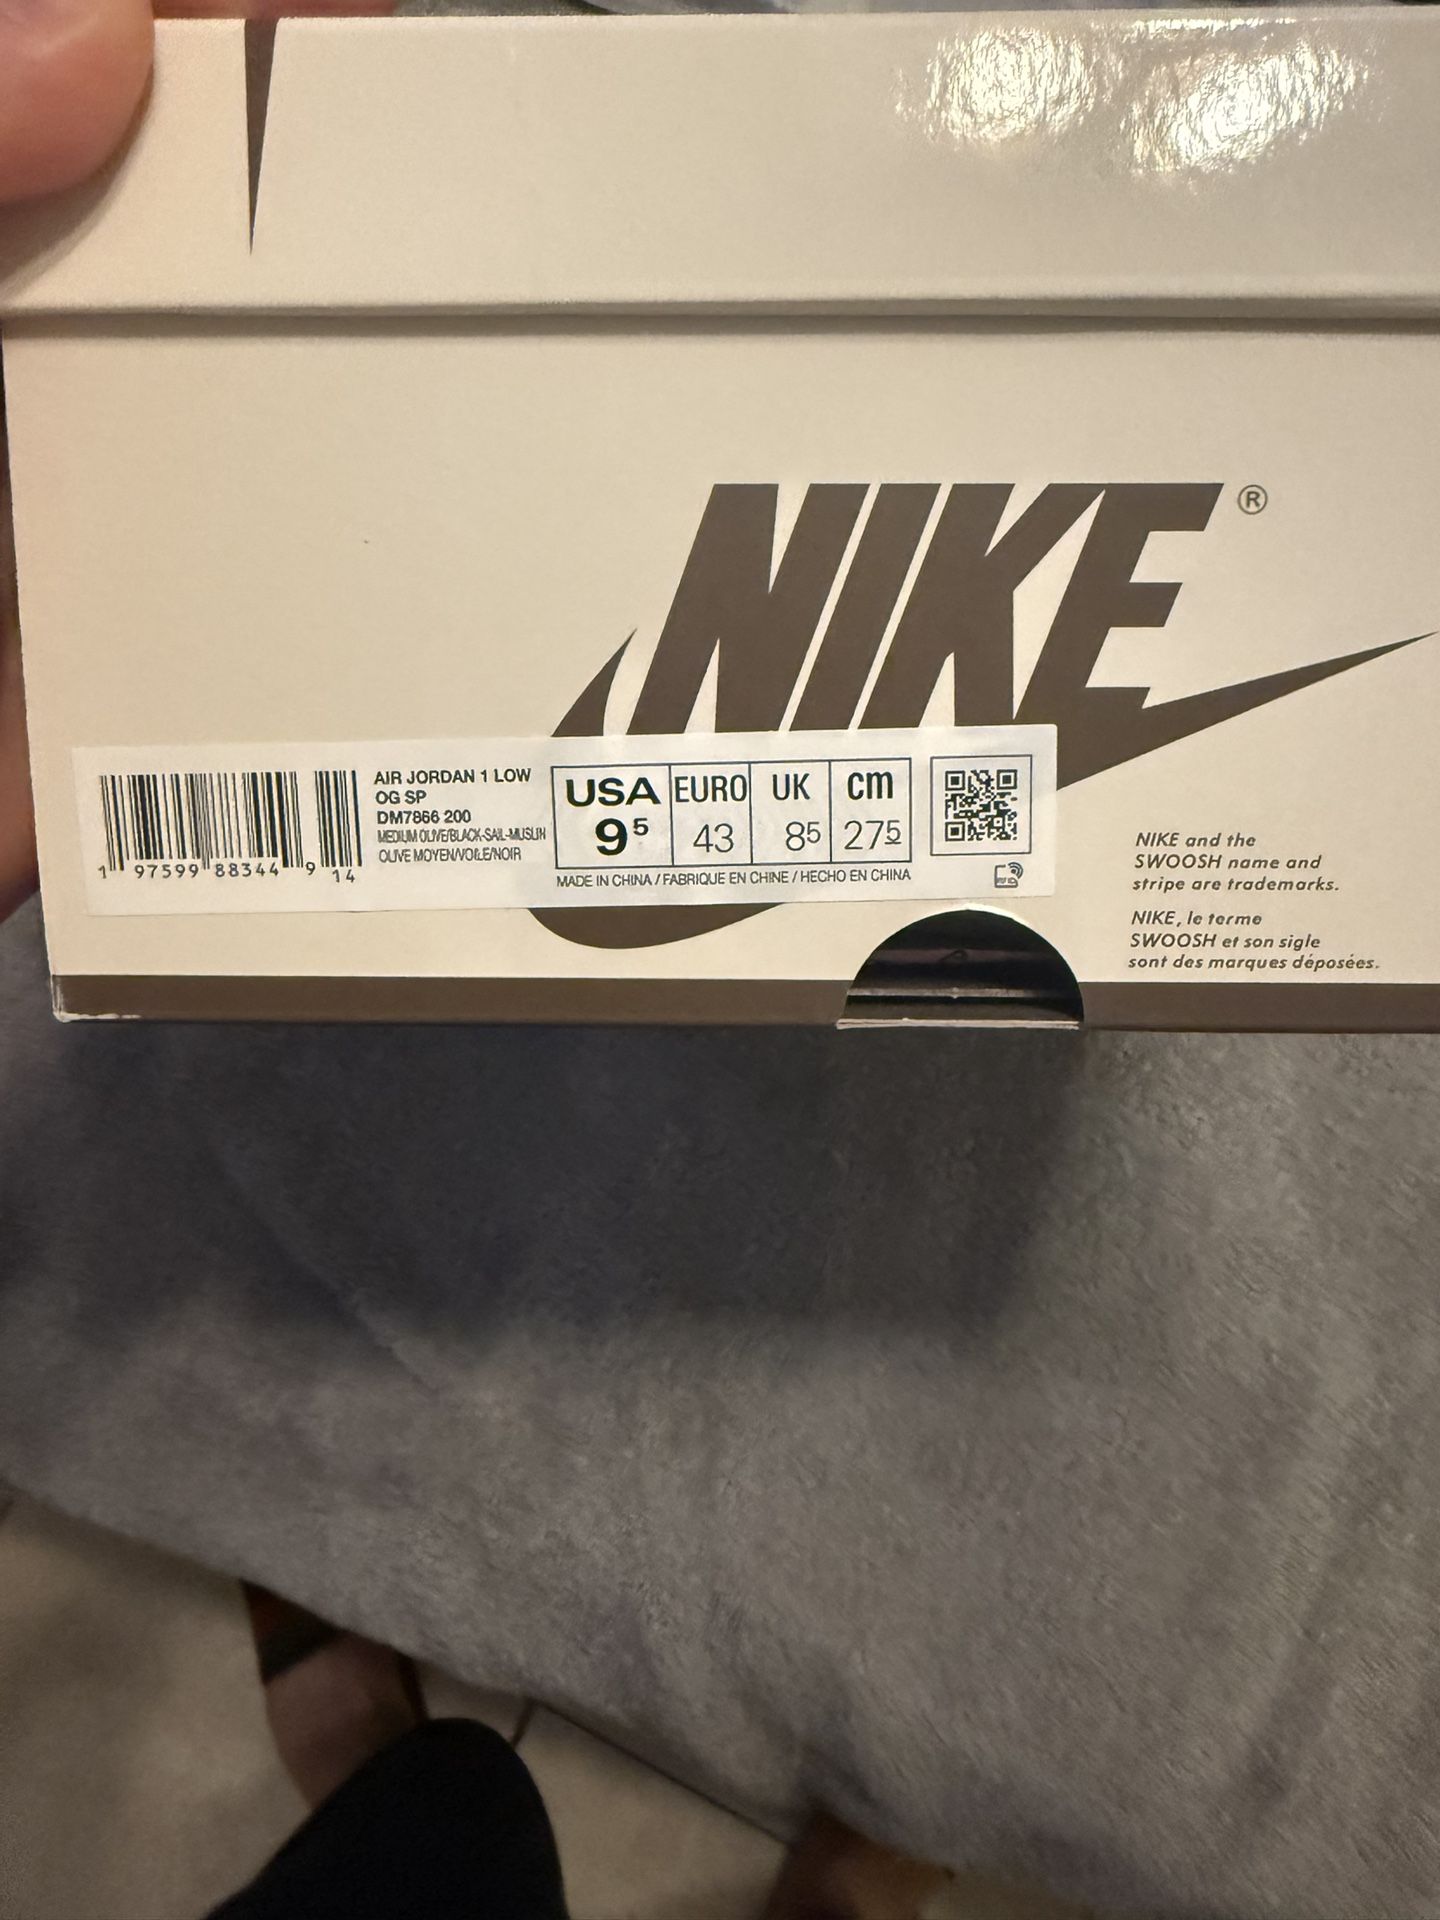 NIKE®
AIR JORDAN 1 LOW
OG SP
DM7866 200
MEDIUM OLIVE/BLACK-SAIL-MUSLIN
OLIVE MOYEN/VOILE/NOIR
1 97599 88344 9 14
USA EURO UK cm
9⁵ 43 8⁵ 27⁵
MADE IN CHINA / FABRIQUE EN CHINE / HECHO EN CHINA
NIKE and the
SWOOSH name and
stripe are trademarks.
NIKE, le terme
SWOOSH et son sigle
sont des marques déposées.